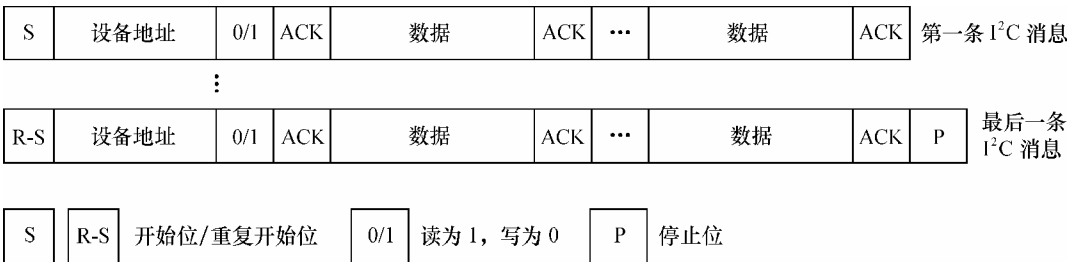 S 设备地址 0/1 ACK 数据 ACK … 数据 ACK 第一条 I²C 消息
⋮
R-S 设备地址 0/1 ACK 数据 ACK … 数据 ACK P 最后一条
I²C 消息
S R-S 开始位/重复开始位 0/1 读为 1，写为 0 P 停止位